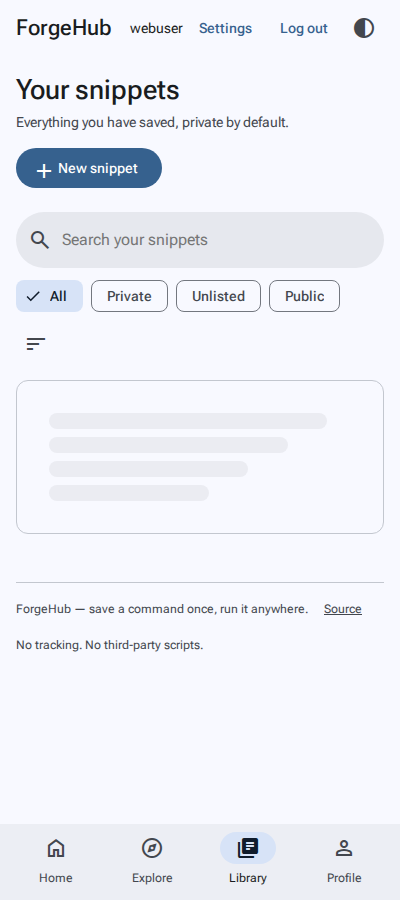 ForgeHub webuser Settings Log out
Your snippets
Everything you have saved, private by default.
New snippet
Search your snippets
All Private Unlisted Public
ForgeHub — save a command once, run it anywhere. Source
No tracking. No third-party scripts.
Home Explore Library Profile